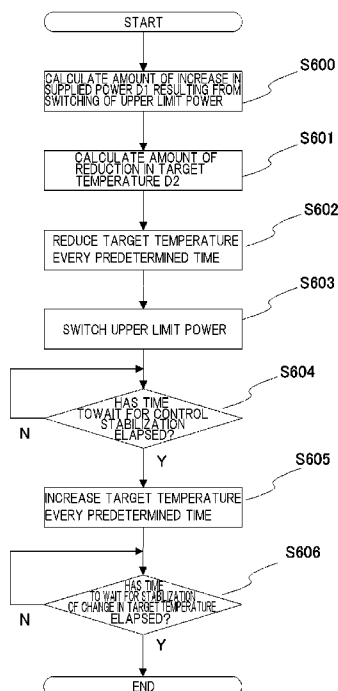 START
CALCULATE AMOUNT OF INCREASE IN
SUPPLIED POWER D1 RESULTING FROM
SWITCHING OF UPPER LIMIT POWER
S600
CALCULATE AMOUNT OF
REDUCTION IN TARGET
TEMPERATURE D2
S601
REDUCE TARGET TEMPERATURE
EVERY PREDETERMINED TIME
S602
SWITCH UPPER LIMIT POWER
S603
HAS TIME
TOWAIT FOR CONTROL
STABILIZATION
ELAPSED?
S604
N
Y
INCREASE TARGET TEMPERATURE
EVERY PREDETERMINED TIME
S605
HAS TIME
TO WAIT FOR STABILIZATION
OF CHANGE IN TARGET TEMPERATURE
ELAPSED?
S606
N
Y
END